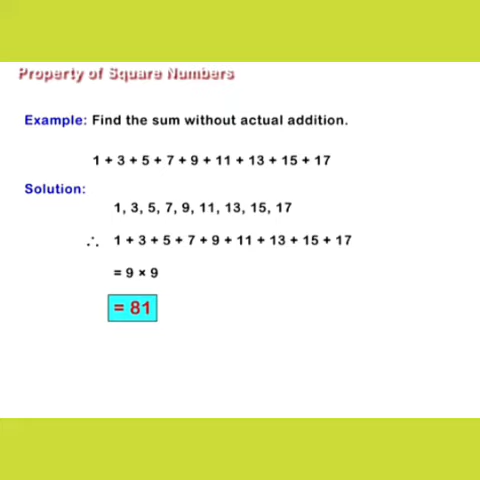 Property of Square Numbers
Example: Find the sum without actual addition.
1 + 3 + 5 + 7 + 9 + 11 + 13 + 15 + 17
Solution:
1, 3, 5, 7, 9, 11, 13, 15, 17
∴ 1 + 3 + 5 + 7 + 9 + 11 + 13 + 15 + 17
= 9 × 9
= 81